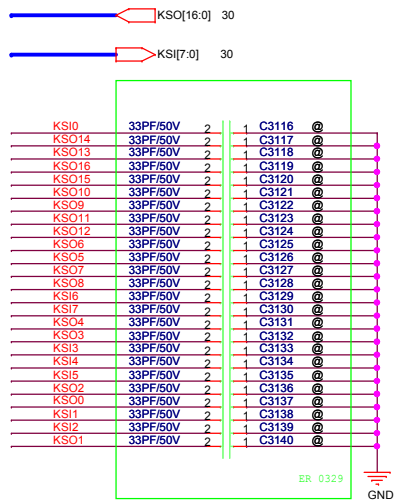 KSO[16:0] 30
KSI[7:0] 30
KSI0 33PF/50V 2 1 C3116 @
KSO14 33PF/50V 2 1 C3117 @
KSO13 33PF/50V 2 1 C3118 @
KSO16 33PF/50V 2 1 C3119 @
KSO15 33PF/50V 2 1 C3120 @
KSO10 33PF/50V 2 1 C3121 @
KSO9 33PF/50V 2 1 C3122 @
KSO11 33PF/50V 2 1 C3123 @
KSO12 33PF/50V 2 1 C3124 @
KSO6 33PF/50V 2 1 C3125 @
KSO5 33PF/50V 2 1 C3126 @
KSO7 33PF/50V 2 1 C3127 @
KSO8 33PF/50V 2 1 C3128 @
KSI6 33PF/50V 2 1 C3129 @
KSI7 33PF/50V 2 1 C3130 @
KSO4 33PF/50V 2 1 C3131 @
KSO3 33PF/50V 2 1 C3132 @
KSI3 33PF/50V 2 1 C3133 @
KSI4 33PF/50V 2 1 C3134 @
KSI5 33PF/50V 2 1 C3135 @
KSO2 33PF/50V 2 1 C3136 @
KSO0 33PF/50V 2 1 C3137 @
KSI1 33PF/50V 2 1 C3138 @
KSI2 33PF/50V 2 1 C3139 @
KSO1 33PF/50V 2 1 C3140 @
ER 0329
GND